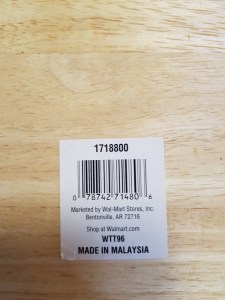 1718800
0 78742 71480 6
Marketed by Wal-Mart Stores, Inc.
Bentonville, AR 72716
Shop at Walmart.com
WTT96
MADE IN MALAYSIA